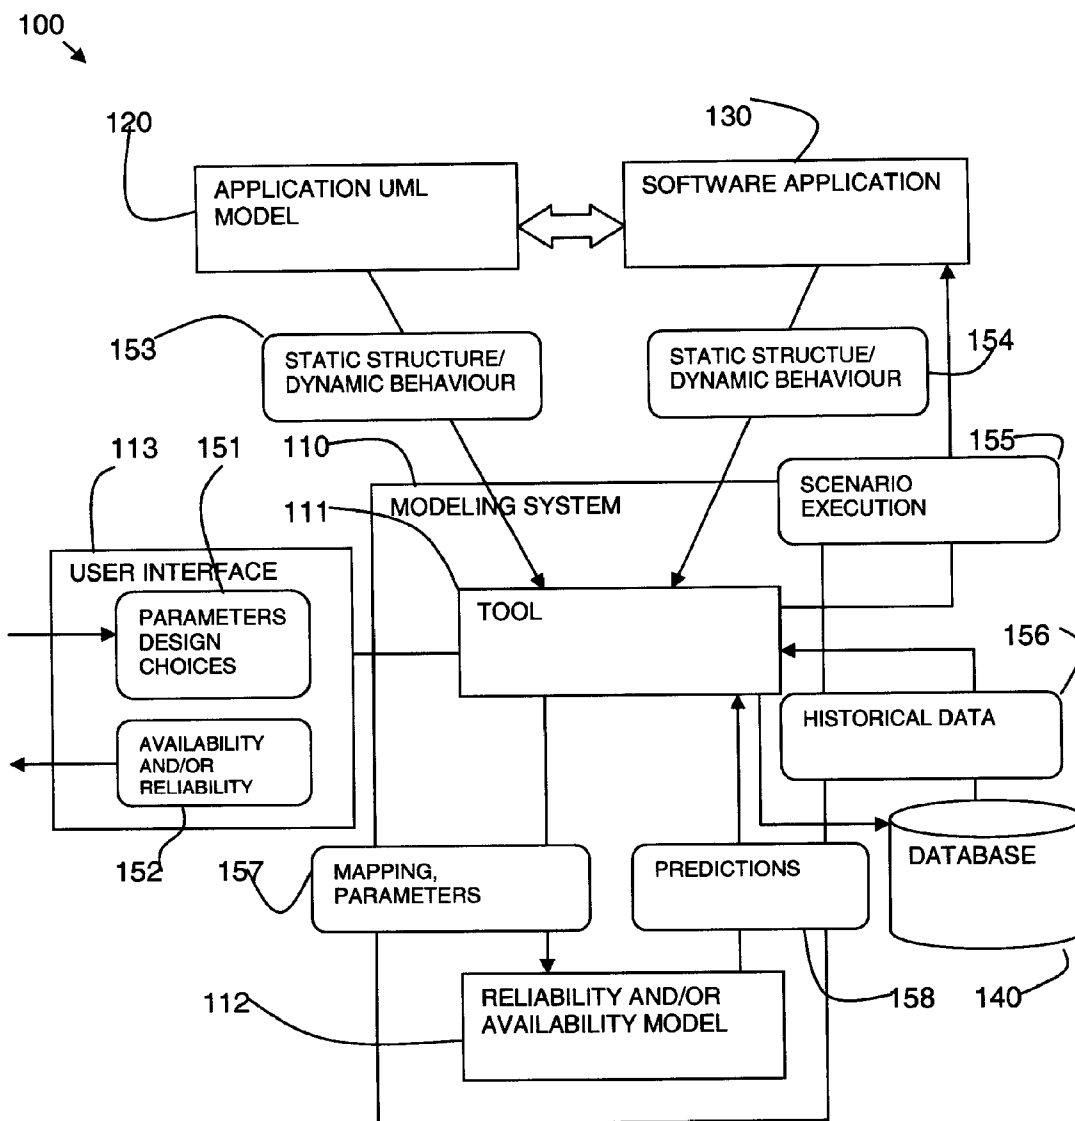 100
120
130
APPLICATION UML
MODEL
SOFTWARE APPLICATION
153
STATIC STRUCTURE/
DYNAMIC BEHAVIOUR
STATIC STRUCTUE/
DYNAMIC BEHAVIOUR
154
113
151
110
155
MODELING SYSTEM
SCENARIO
EXECUTION
111
USER INTERFACE
PARAMETERS
DESIGN
CHOICES
TOOL
156
HISTORICAL DATA
AVAILABILITY
AND/OR
RELIABILITY
152
157
MAPPING,
PARAMETERS
PREDICTIONS
DATABASE
112
RELIABILITY AND/OR
AVAILABILITY MODEL
158
140